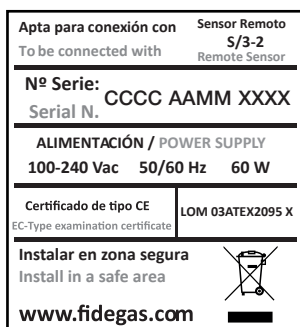 Apta para conexión con
To be connected with
Sensor Remoto
S/3-2
Remote Sensor
Nº Serie:
Serial N.
CCCC AAMM XXXX
ALIMENTACIÓN / POWER SUPPLY
100-240 Vac 50/60 Hz 60 W
Certificado de tipo CE
EC-Type examination certificate
LOM 03ATEX2095 X
Instalar en zona segura
Install in a safe area
www.fidegas.com